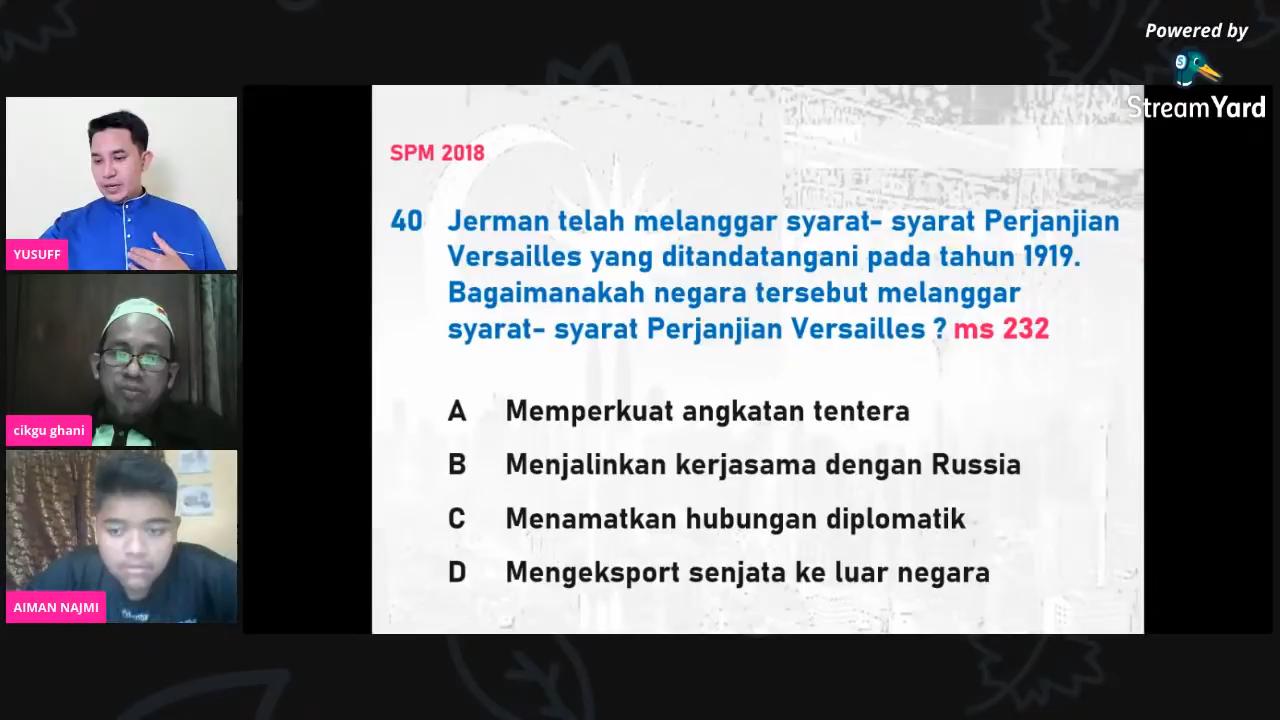 Powered by
StreamYard
YUSUFF
cikgu ghani
AIMAN NAJMI
SPM 2018
40 Jerman telah melanggar syarat- syarat Perjanjian
Versailles yang ditandatangani pada tahun 1919.
Bagaimanakah negara tersebut melanggar
syarat- syarat Perjanjian Versailles ? ms 232
A Memperkuat angkatan tentera
B Menjalinkan kerjasama dengan Russia
C Menamatkan hubungan diplomatik
D Mengeksport senjata ke luar negara